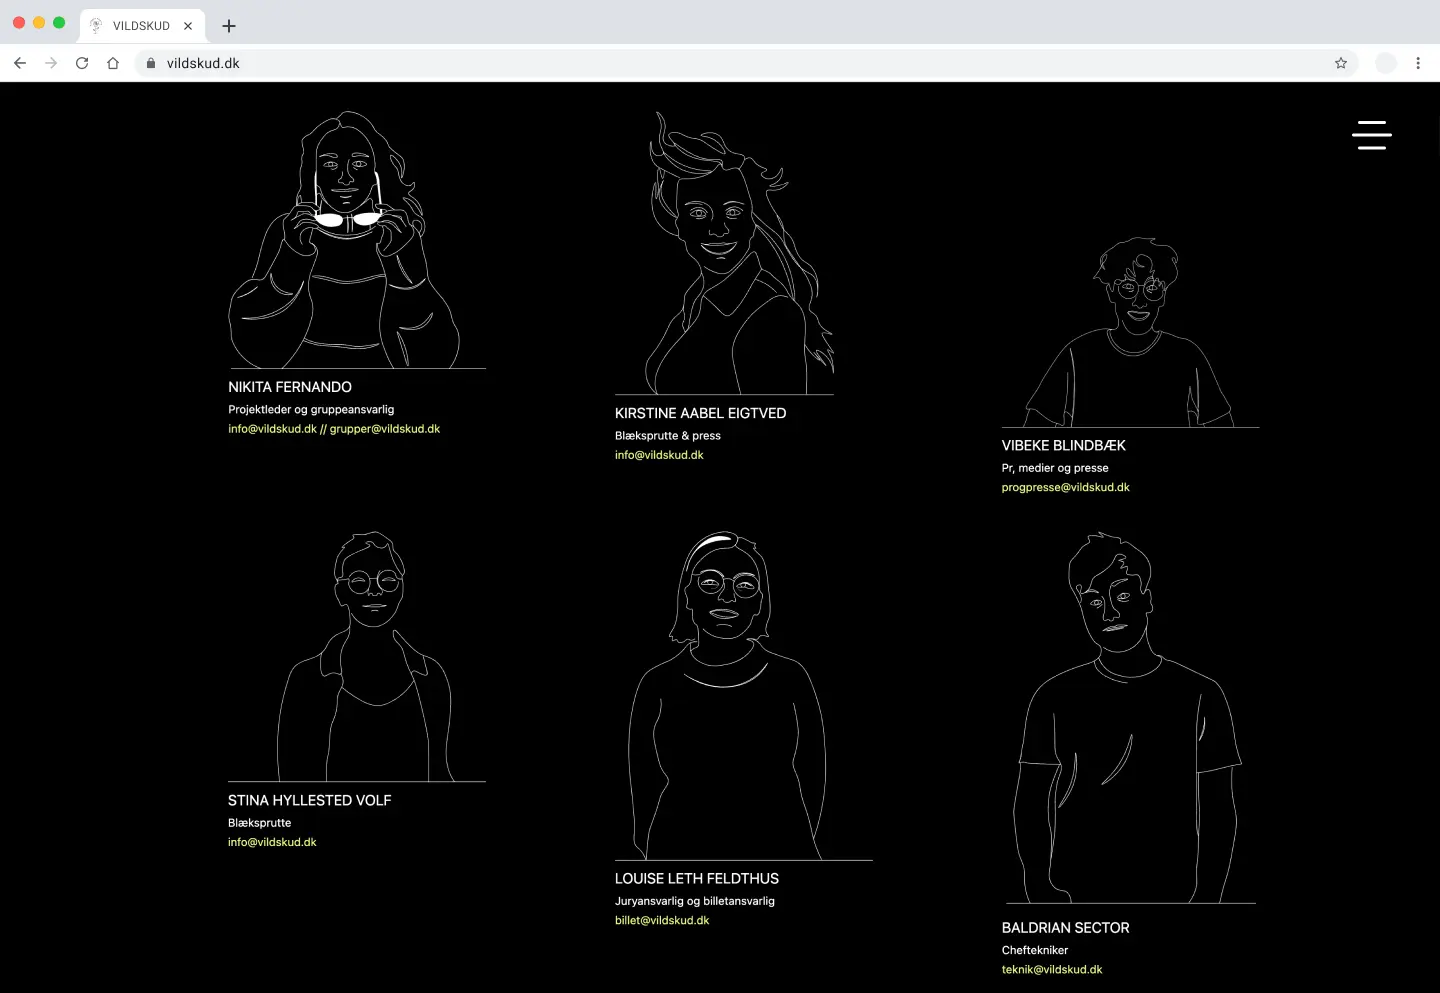 VILDSKUD
vildskud.dk
NIKITA FERNANDO
Projektleder og gruppeansvarlig
info@vildskud.dk // grupper@vildskud.dk
KIRSTINE AABEL EIGTVED
Blæksprutte & press
info@vildskud.dk
VIBEKE BLINDBÆK
Pr, medier og presse
progpresse@vildskud.dk
STINA HYLLESTED VOLF
Blæksprutte
info@vildskud.dk
LOUISE LETH FELDTHUS
Juryansvarlig og billetansvarlig
billet@vildskud.dk
BALDRIAN SECTOR
Cheftekniker
teknik@vildskud.dk